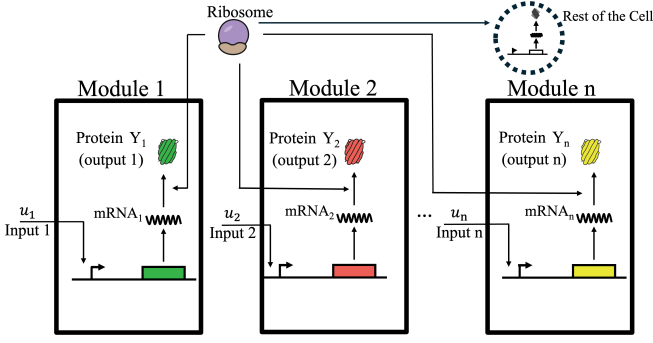 Ribosome
Rest of the Cell
Module 1
Module 2
Module n
Protein Y₁
(output 1)
Protein Y₂
(output 2)
Protein Yₙ
(output n)
mRNA₁
mRNA₂
mRNAₙ
u₁
Input 1
u₂
Input 2
...
uₙ
Input n